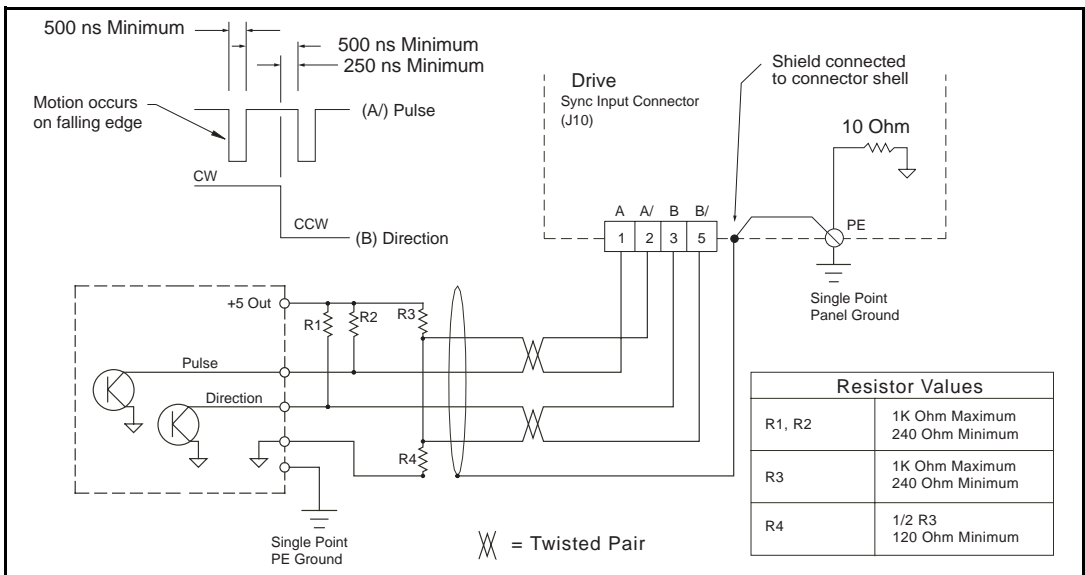 500 ns Minimum
500 ns Minimum
250 ns Minimum
Motion occurs
on falling edge
(A/) Pulse
CW
CCW
(B) Direction
Drive
Sync Input Connector
(J10)
Shield connected
to connector shell
10 Ohm
A A/ B B/
1 2 3 5
PE
Single Point
Panel Ground
+5 Out
R1
R2
R3
Pulse
Direction
R4
Single Point
PE Ground
= Twisted Pair
Resistor Values
R1, R2
1K Ohm Maximum
240 Ohm Minimum
R3
1K Ohm Maximum
240 Ohm Minimum
R4
1/2 R3
120 Ohm Minimum